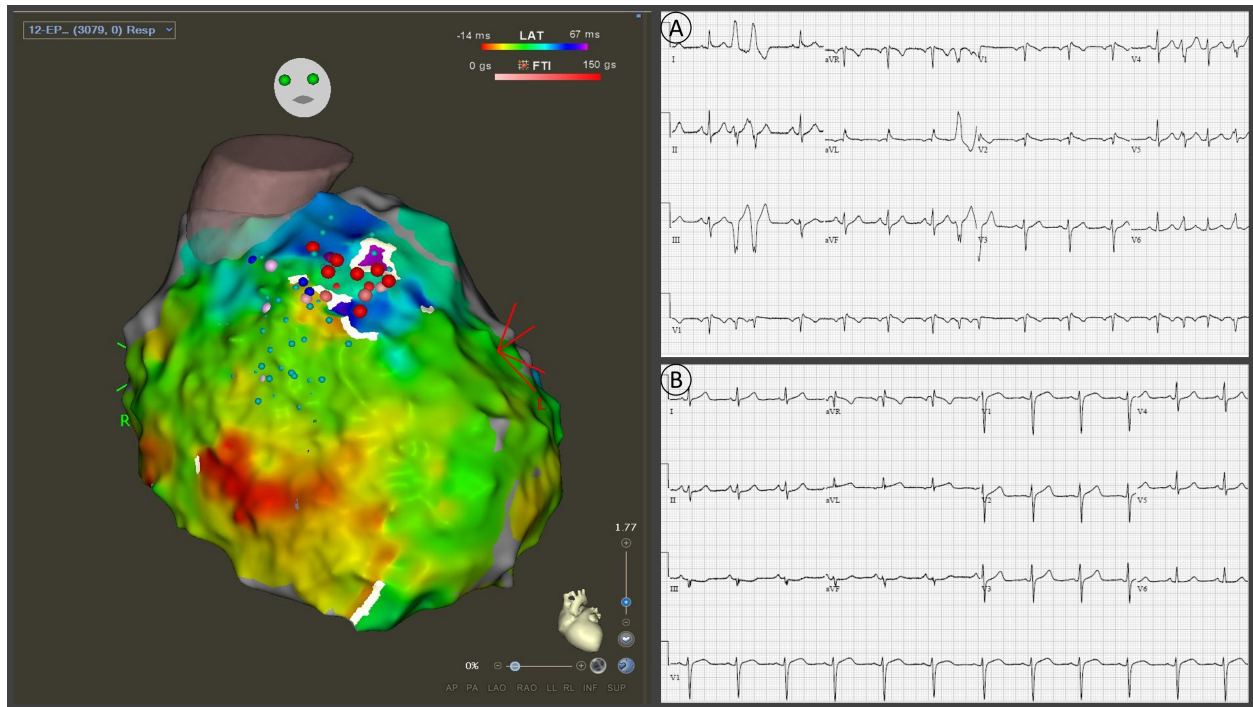 12-EP_ (3079, 0) Resp
-14 ms LAT 67 ms
0 gs FTI 150 gs
R
L
1.77
0%
AP PA LAO RAO LL RL INF SUP
A
I aVR V1 V4
II aVL V2 V5
III aVF V3 V6
V1
B
I aVR V1 V4
II aVL V2 V5
III aVF V3 V6
V1